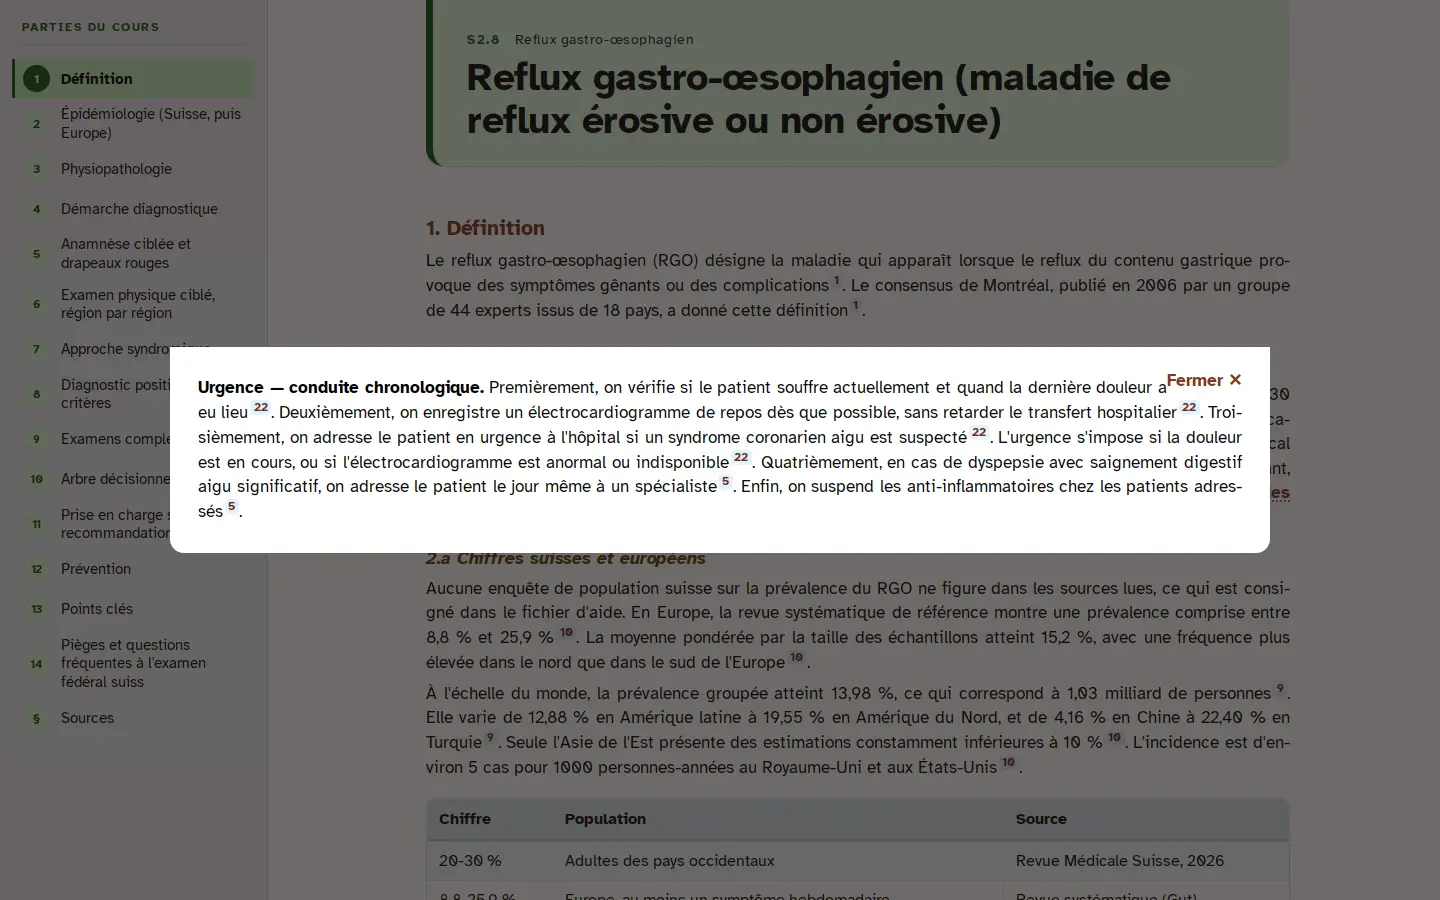 PARTIES DU COURS
1 Définition
2 Épidémiologie (Suisse, puis
Europe)
3 Physiopathologie
4 Démarche diagnostique
5 Anamnèse ciblée et
drapeaux rouges
6 Examen physique ciblé,
région par région
7 Approche
8 Diagnostic
critères
9 Examens
10 Arbre
11 Prise en charge
12 Prévention
13 Points clés
14 Pièges et questions
fréquentes à l'examen
fédéral suiss
§ Sources
S2.8 Reflux gastro-œsophagien
Reflux gastro-œsophagien (maladie de
reflux érosive ou non érosive)
1. Définition
Le reflux gastro-œsophagien (RGO) désigne la maladie qui apparaît lorsque le reflux du contenu gastrique pro-
voque des symptômes gênants ou des complications 1. Le consensus de Montréal, publié en 2006 par un groupe
de 44 experts issus de 18 pays, a donné cette définition 1.
Urgence — conduite chronologique. Premièrement, on vérifie si le patient souffre actuellement et quand la dernière douleur a
Fermer ✕
eu lieu 22. Deuxièmement, on enregistre un électrocardiogramme de repos dès que possible, sans retarder le transfert hospitalier 22. Troi-
sièmement, on adresse le patient en urgence à l'hôpital si un syndrome coronarien aigu est suspecté 22. L'urgence s'impose si la douleur
est en cours, ou si l'électrocardiogramme est anormal ou indisponible 22. Quatrièmement, en cas de dyspepsie avec saignement digestif
aigu significatif, on adresse le patient le jour même à un spécialiste 5. Enfin, on suspend les anti-inflammatoires chez les patients adres-
sés 5.
2.a Chiffres suisses et européens
Aucune enquête de population suisse sur la prévalence du RGO ne figure dans les sources lues, ce qui est consi-
gné dans le fichier d'aide. En Europe, la revue systématique de référence montre une prévalence comprise entre
8,8 % et 25,9 % 10. La moyenne pondérée par la taille des échantillons atteint 15,2 %, avec une fréquence plus
élevée dans le nord que dans le sud de l'Europe 10.
À l'échelle du monde, la prévalence groupée atteint 13,98 %, ce qui correspond à 1,03 milliard de personnes 9.
Elle varie de 12,88 % en Amérique latine à 19,55 % en Amérique du Nord, et de 4,16 % en Chine à 22,40 % en
Turquie 9. Seule l'Asie de l'Est présente des estimations constamment inférieures à 10 % 10. L'incidence est d'en-
viron 5 cas pour 1000 personnes-années au Royaume-Uni et aux États-Unis 10.
Chiffre Population Source
20-30 % Adultes des pays occidentaux Revue Médicale Suisse, 2026
8,8-25,9 % Europe, au moins un symptôme hebdomadaire Revue systématique (Gut)